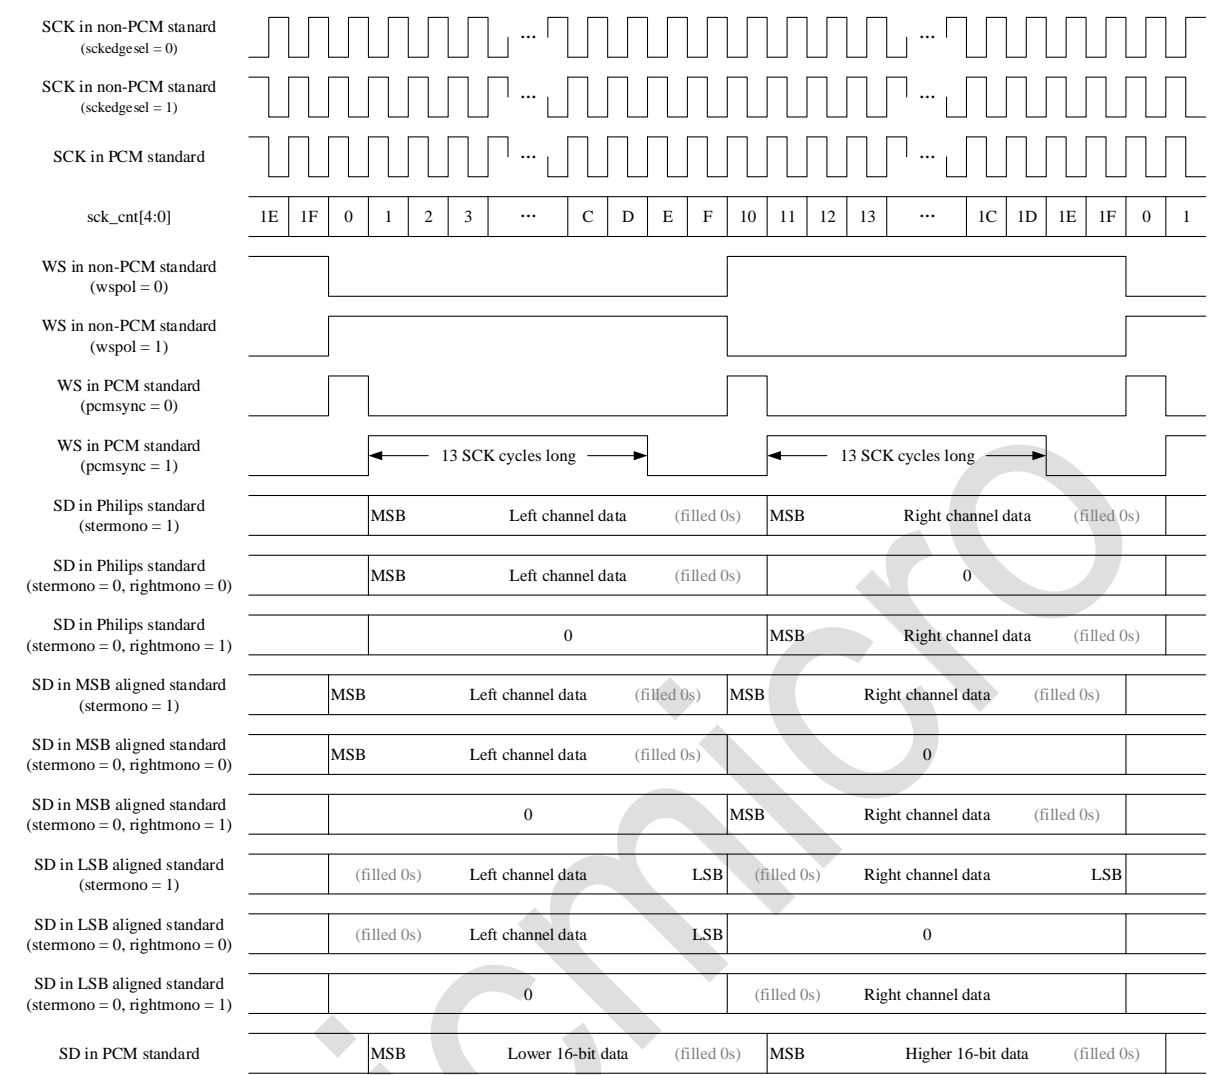 SCK in non-PCM stanard
(sckedgesel = 0)
...
...
SCK in non-PCM stanard
(sckedgesel = 1)
...
...
SCK in PCM standard
...
...
sck_cnt[4:0] 1E 1F 0 1 2 3 ... C D E F 10 11 12 13 ... 1C 1D 1E 1F 0 1
WS in non-PCM standard
(wspol = 0)
WS in non-PCM standard
(wspol = 1)
WS in PCM standard
(pcmsync = 0)
WS in PCM standard
(pcmsync = 1)
13 SCK cycles long 13 SCK cycles long
SD in Philips standard
(stermono = 1)
MSB Left channel data (filled 0s) MSB Right channel data (filled 0s)
SD in Philips standard
(stermono = 0, rightmono = 0)
MSB Left channel data (filled 0s) 0
SD in Philips standard
(stermono = 0, rightmono = 1)
0 MSB Right channel data (filled 0s)
SD in MSB aligned standard
(stermono = 1)
MSB Left channel data (filled 0s) MSB Right channel data (filled 0s)
SD in MSB aligned standard
(stermono = 0, rightmono = 0)
MSB Left channel data (filled 0s) 0
SD in MSB aligned standard
(stermono = 0, rightmono = 1)
0 MSB Right channel data (filled 0s)
SD in LSB aligned standard
(stermono = 1)
(filled 0s) Left channel data LSB (filled 0s) Right channel data LSB
SD in LSB aligned standard
(stermono = 0, rightmono = 0)
(filled 0s) Left channel data LSB 0
SD in LSB aligned standard
(stermono = 0, rightmono = 1)
0 (filled 0s) Right channel data
SD in PCM standard MSB Lower 16-bit data (filled 0s) MSB Higher 16-bit data (filled 0s)
icmicro